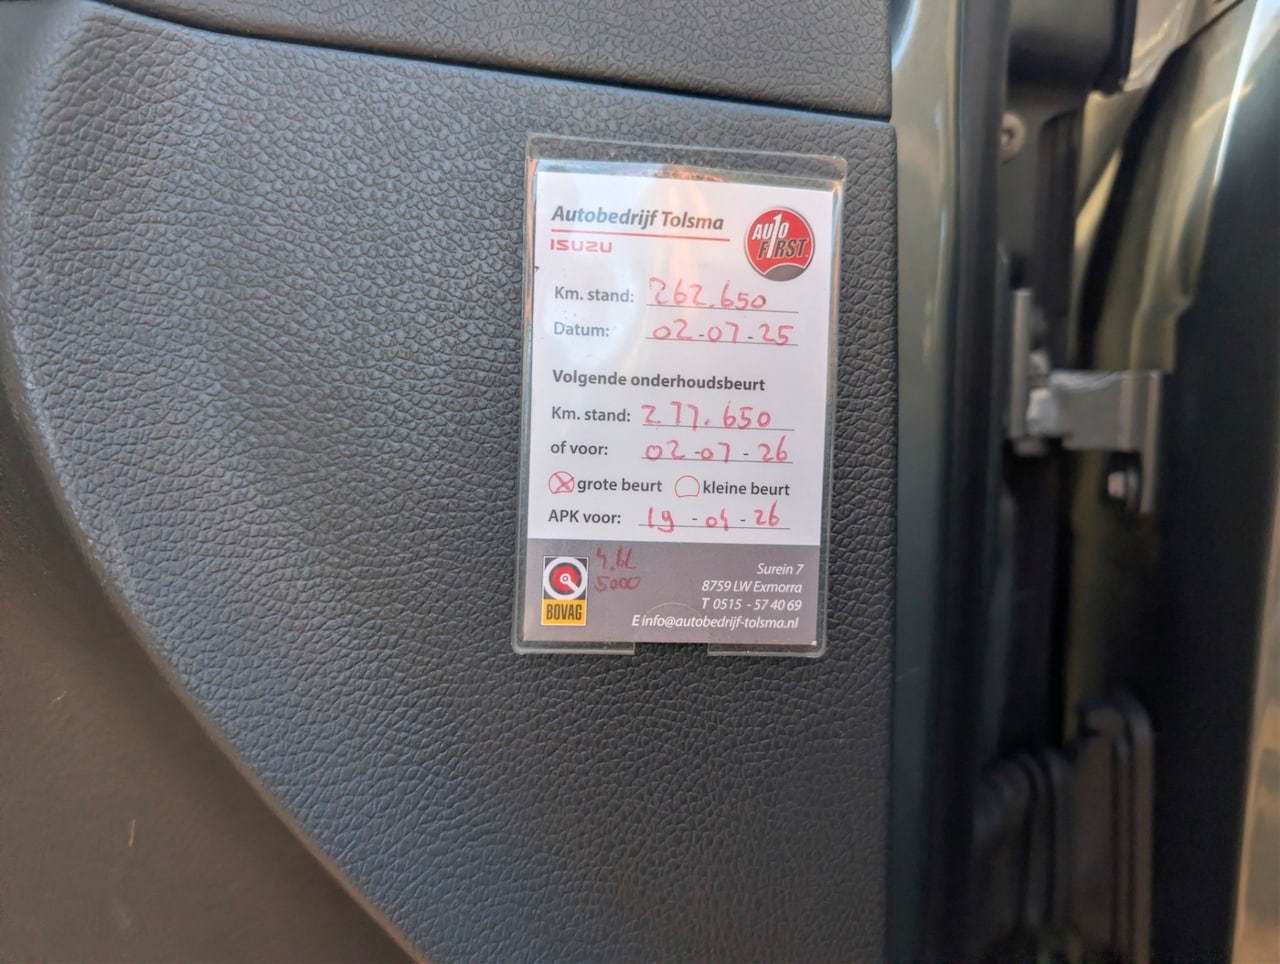 Autobedrijf Tolsma
ISUZU
AUTO FIRST
Km. stand: 262.650
Datum: 02-07-25
Volgende onderhoudsbeurt
Km. stand: 277.650
of voor: 02-07-26
grote beurt kleine beurt
APK voor: 19-04-26
5000
BOVAG
Surein 7
8759 LW Exmorra
T 0515 - 57 40 69
E info@autobedrijf-tolsma.nl